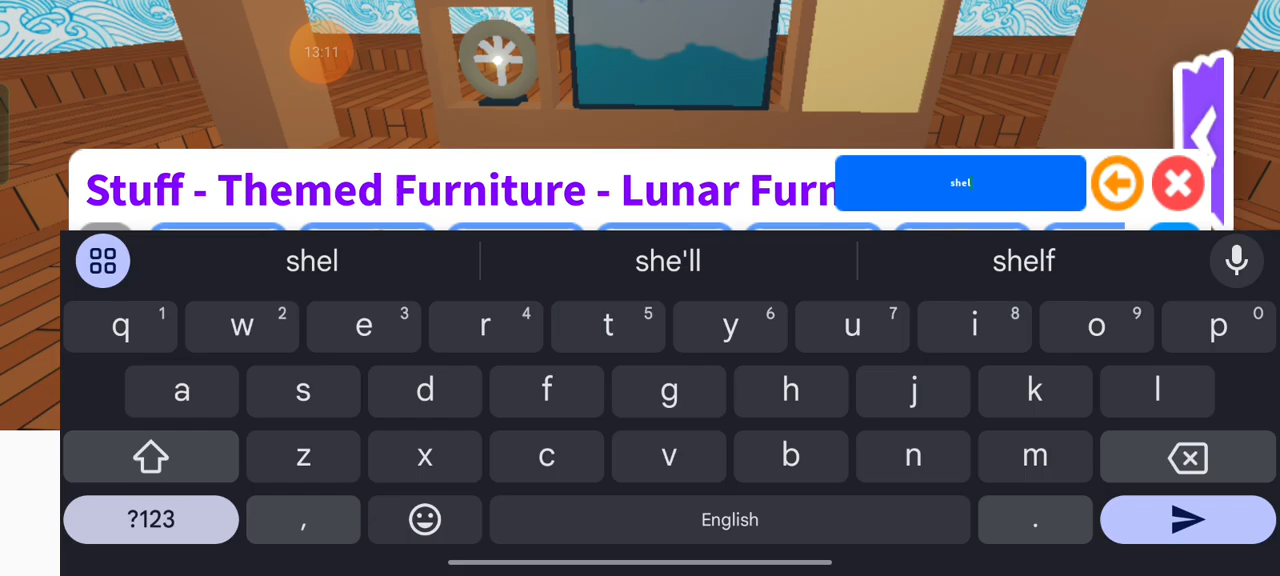 13:11
Stuff - Themed Furniture - Lunar Furn
shel
shel she'll shelf
q 1 w 2 e 3 r 4 t 5 y 6 u 7 i 8 o 9 p 0
a s d f g h j k l
z x c v b n m
?123 , English .